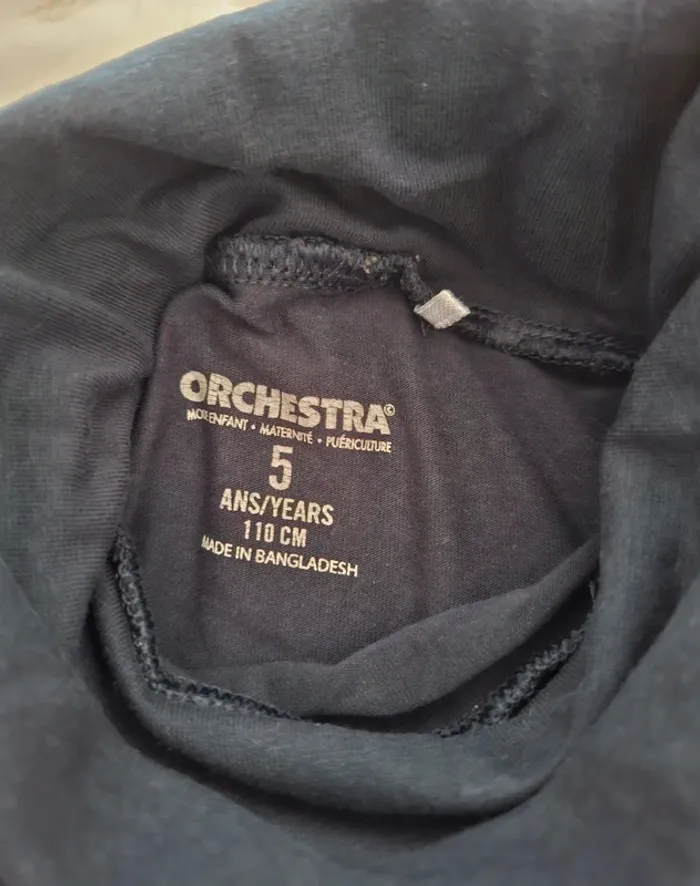 ORCHESTRA©
MODE ENFANT • MATERNITÉ • PUÉRICULTURE
5
ANS/YEARS
110 CM
MADE IN BANGLADESH